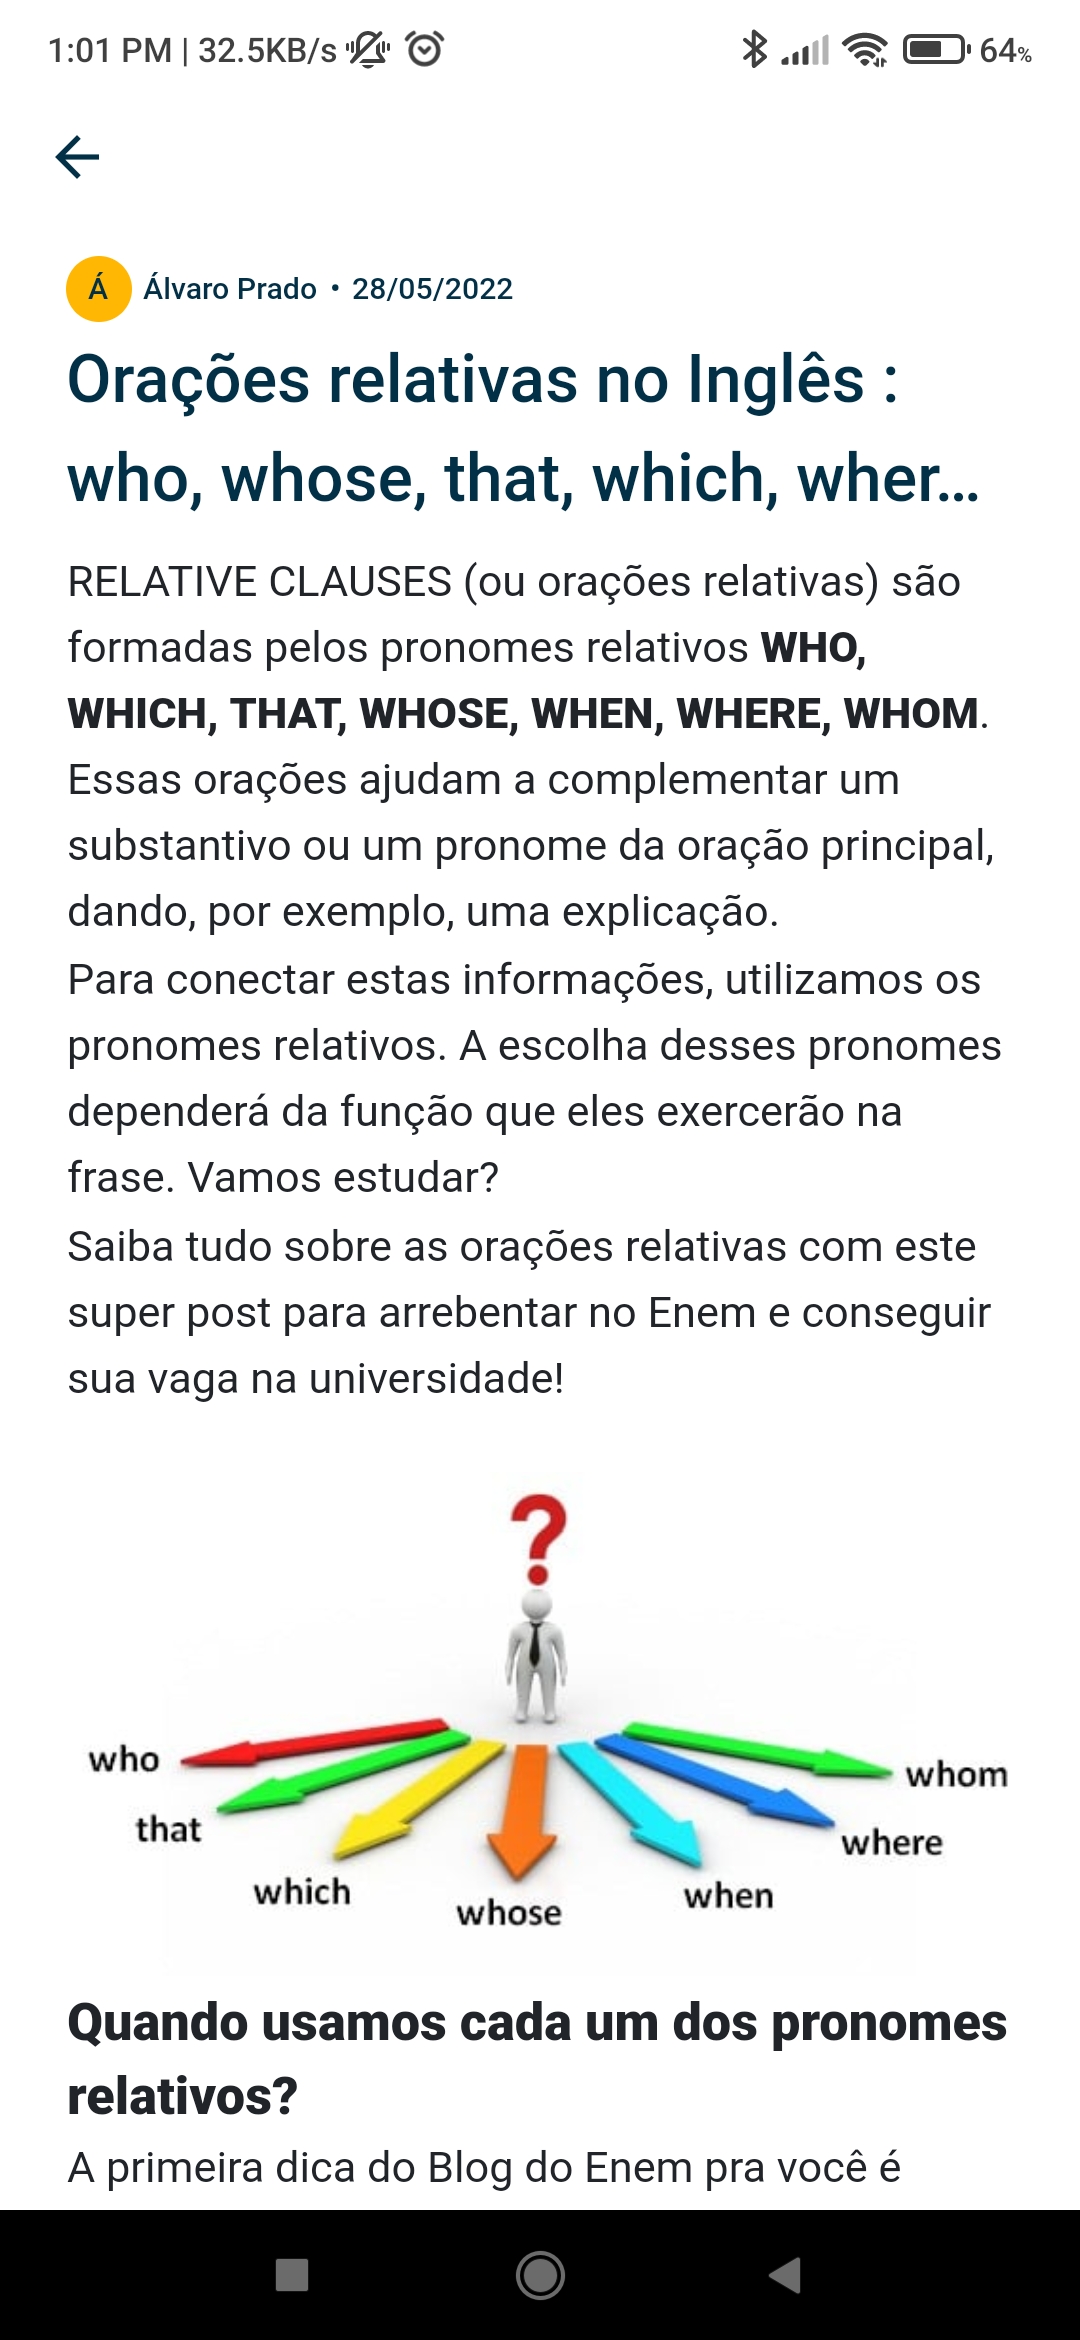 1:01 PM | 32.5KB/s 64%
Á Álvaro Prado • 28/05/2022
Orações relativas no Inglês :
who, whose, that, which, wher...
RELATIVE CLAUSES (ou orações relativas) são
formadas pelos pronomes relativos WHO,
WHICH, THAT, WHOSE, WHEN, WHERE, WHOM.
Essas orações ajudam a complementar um
substantivo ou um pronome da oração principal,
dando, por exemplo, uma explicação.
Para conectar estas informações, utilizamos os
pronomes relativos. A escolha desses pronomes
dependerá da função que eles exercerão na
frase. Vamos estudar?
Saiba tudo sobre as orações relativas com este
super post para arrebentar no Enem e conseguir
sua vaga na universidade!
?
who
whom
that
where
which
when
whose
Quando usamos cada um dos pronomes
relativos?
A primeira dica do Blog do Enem pra você é